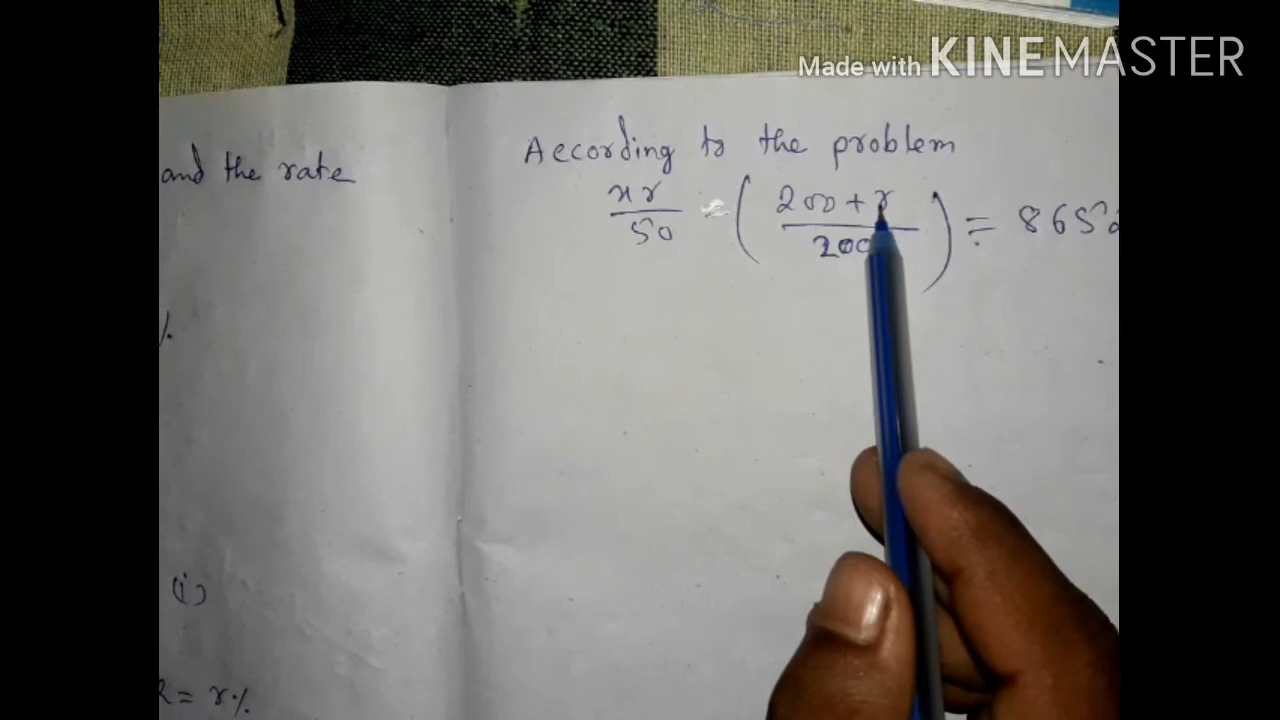 Made with KINEMASTER
and the rate
According to the problem
xr/50 = (200+r/200) = 865
%.
(i)
= r%.